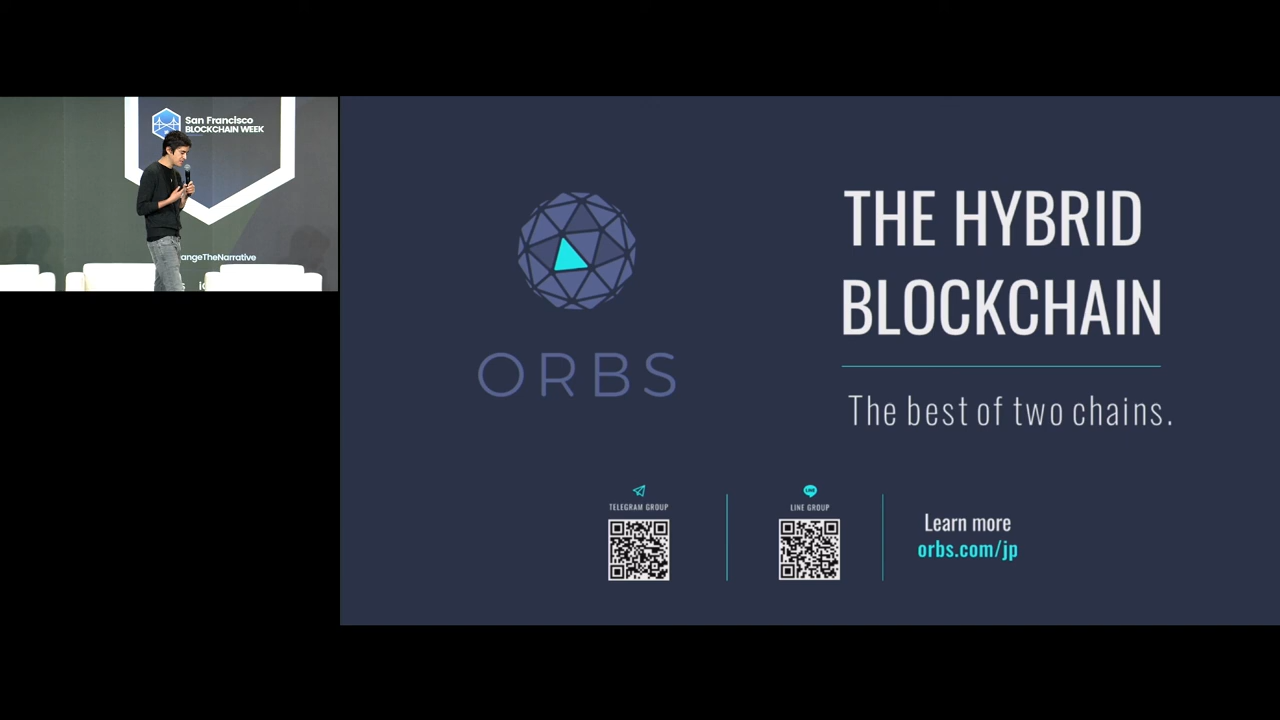 San Francisco
BLOCKCHAIN WEEK
angeTheNarrative
ORBS
THE HYBRID
BLOCKCHAIN
The best of two chains.
TELEGRAM GROUP
LINE
LINE GROUP
Learn more
orbs.com/jp